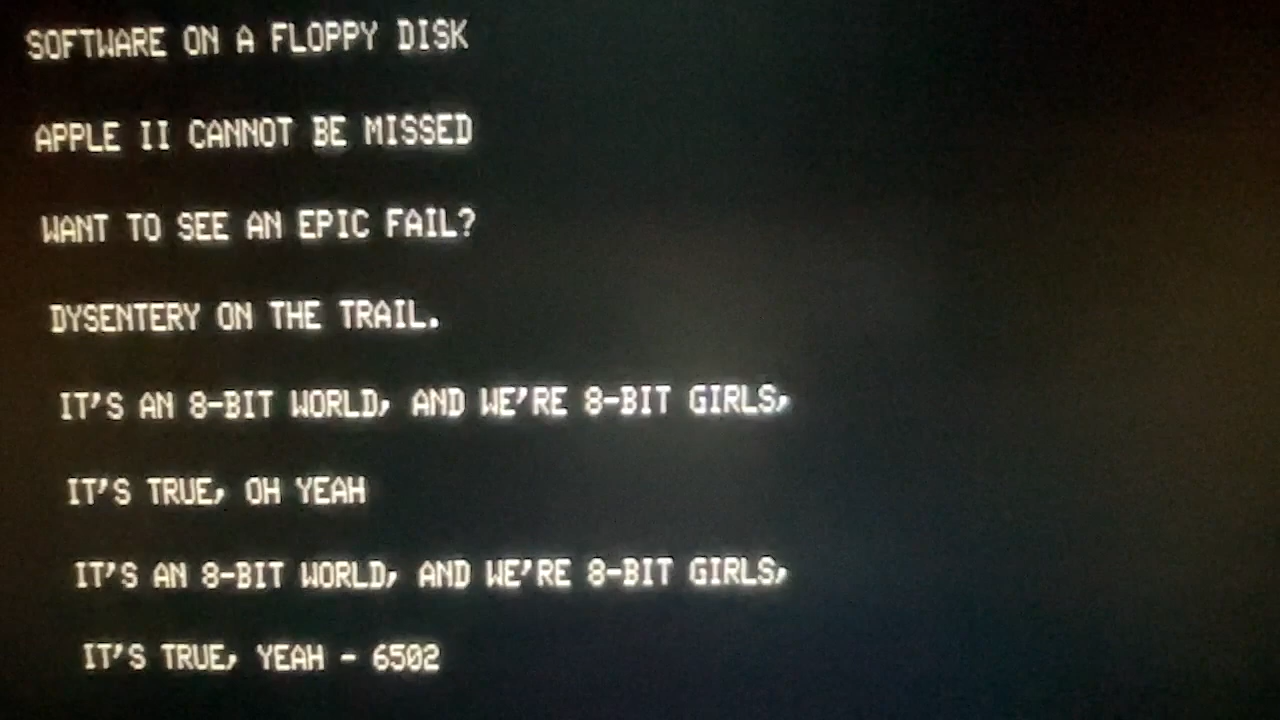 SOFTWARE ON A FLOPPY DISK
APPLE II CANNOT BE MISSED
WANT TO SEE AN EPIC FAIL?
DYSENTERY ON THE TRAIL.
IT'S AN 8-BIT WORLD, AND WE'RE 8-BIT GIRLS,
IT'S TRUE, OH YEAH
IT'S AN 8-BIT WORLD, AND WE'RE 8-BIT GIRLS,
IT'S TRUE, YEAH - 6502